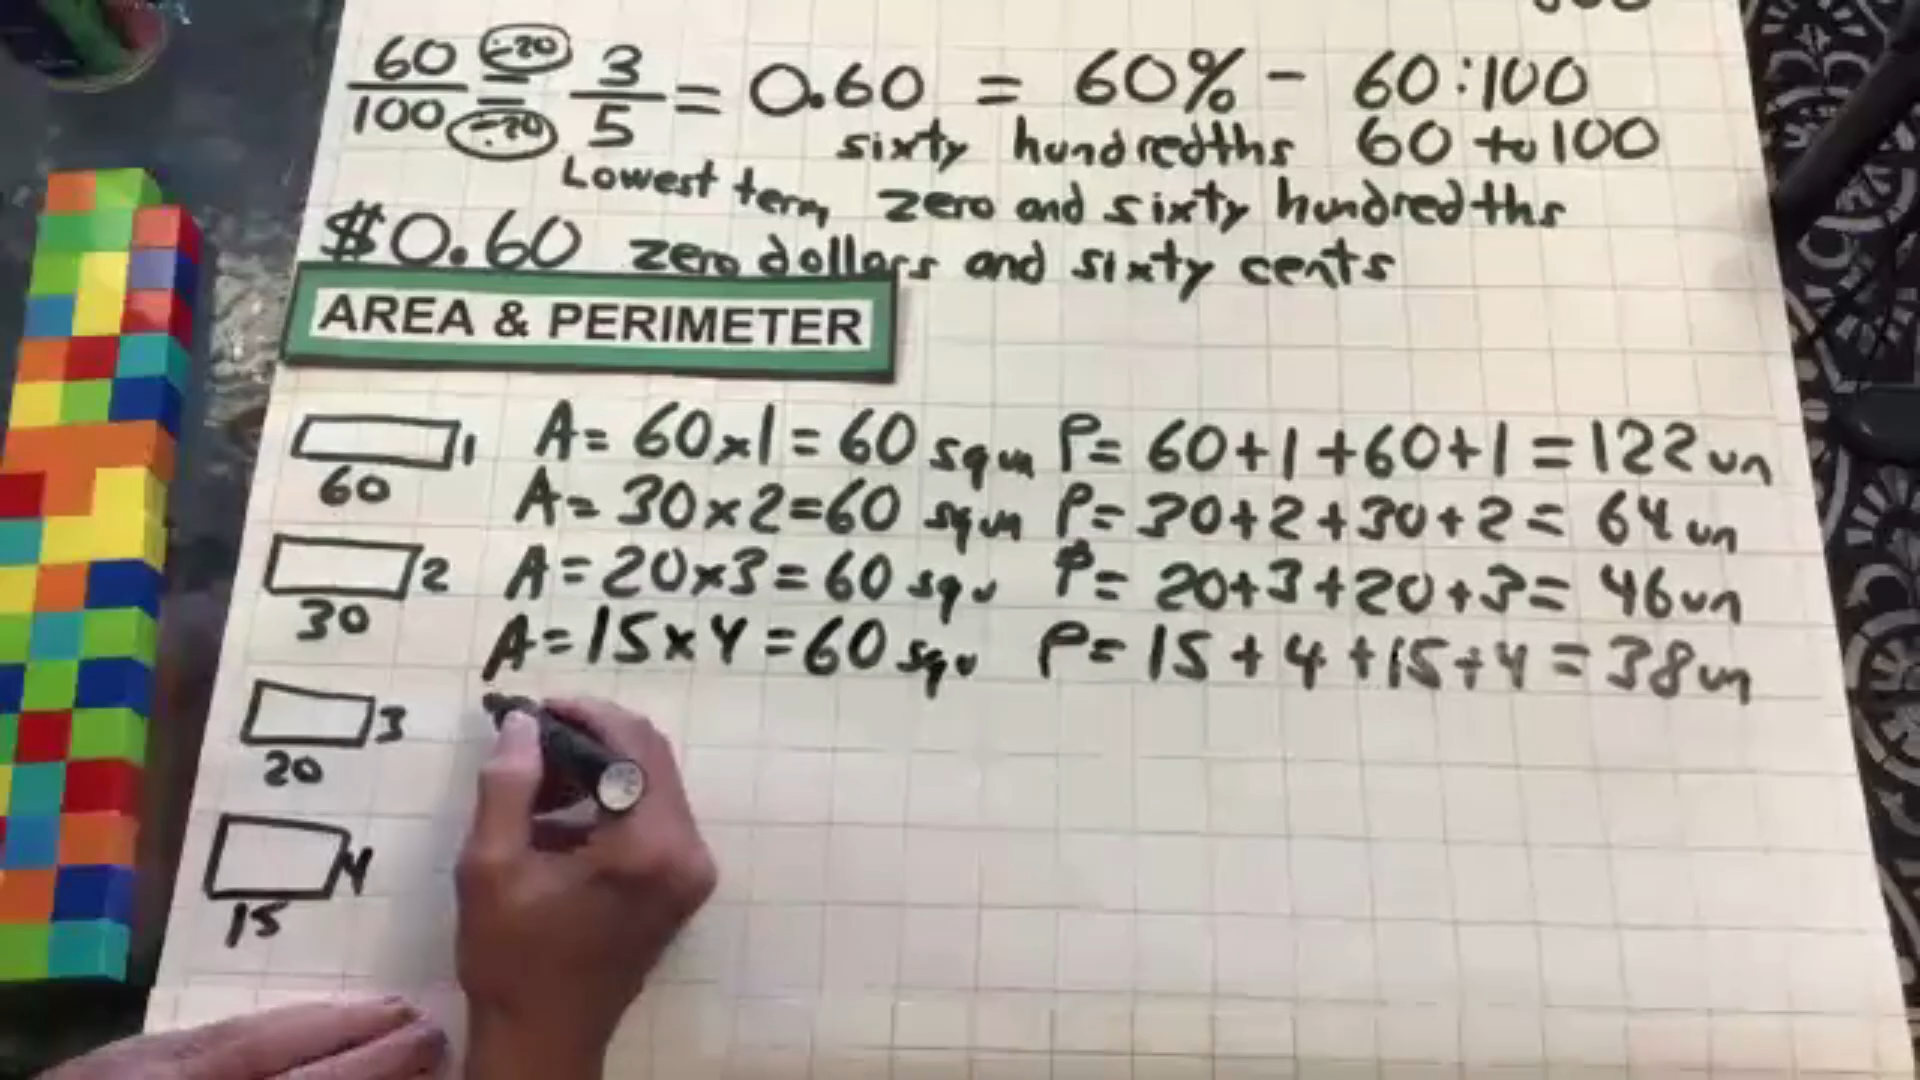 60/100 ÷20 ÷20 = 3/5 = 0.60 = 60% - 60:100
sixty hundredths 60 to 100
Lowest term, zero and sixty hundredths
$0.60 zero dollars and sixty cents
AREA & PERIMETER
1
60
A = 60x1 = 60 squn P = 60+1+60+1 = 122 un
A = 30x2=60 squn P = 30+2+30+2 = 64 un
2
30
A = 20x3 = 60 squ P = 20+3+20+3 = 46 un
A = 15x4 = 60 squ P = 15+4+15+4 = 38 un
3
20
4
15